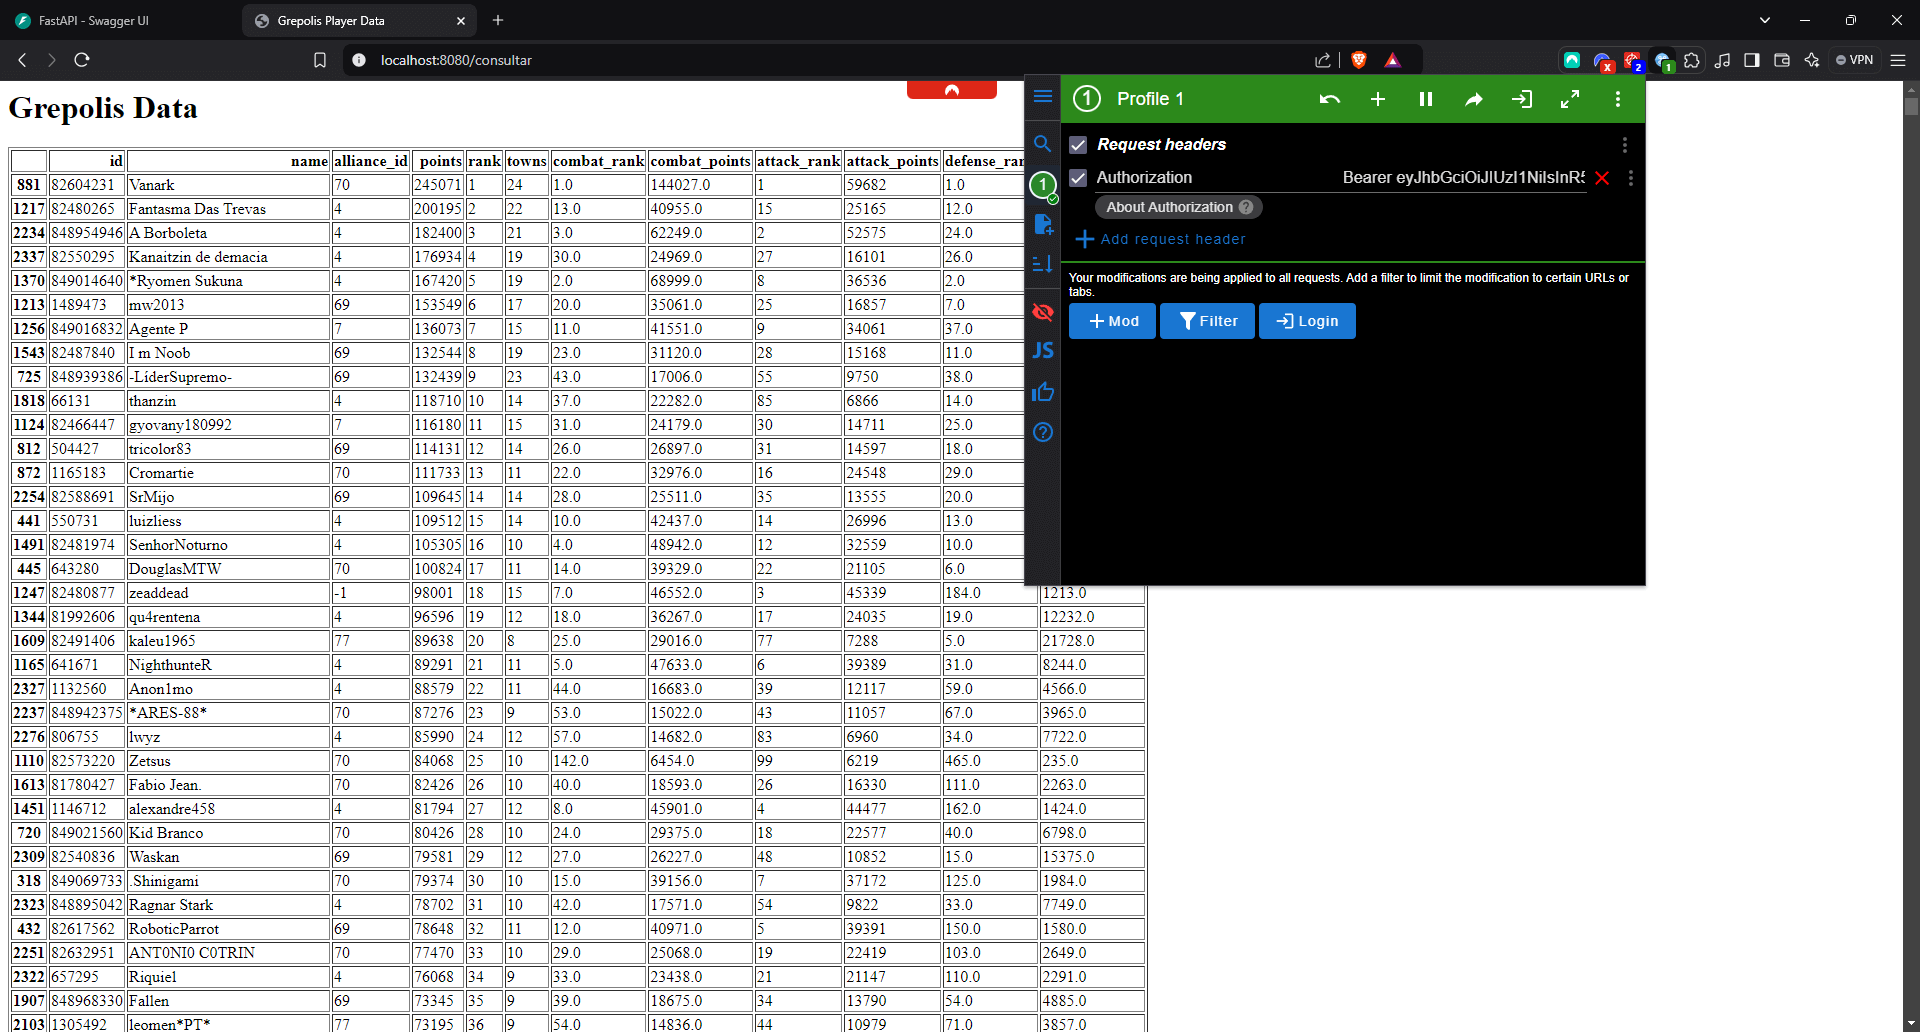 FastAPI - Swagger UI
Grepolis Player Data
localhost:8080/consultar
X
2
1
VPN
Grepolis Data
id name alliance_id points rank towns combat_rank combat_points attack_rank attack_points defense_ran
881 82604231 Vanark 70 245071 1 24 1.0 144027.0 1 59682 1.0
1217 82480265 Fantasma Das Trevas 4 200195 2 22 13.0 40955.0 15 25165 12.0
2234 848954946 A Borboleta 4 182400 3 21 3.0 62249.0 2 52575 24.0
2337 82550295 Kanaitzin de demacia 4 176934 4 19 30.0 24969.0 27 16101 26.0
1370 849014640 *Ryomen Sukuna 4 167420 5 19 2.0 68999.0 8 36536 2.0
1213 1489473 mw2013 69 153549 6 17 20.0 35061.0 25 16857 7.0
1256 849016832 Agente P 7 136073 7 15 11.0 41551.0 9 34061 37.0
1543 82487840 I m Noob 69 132544 8 19 23.0 31120.0 28 15168 11.0
725 848939386 -LíderSupremo- 69 132439 9 23 43.0 17006.0 55 9750 38.0
1818 66131 thanzin 4 118710 10 14 37.0 22282.0 85 6866 14.0
1124 82466447 gyovany180992 7 116180 11 15 31.0 24179.0 30 14711 25.0
812 504427 tricolor83 69 114131 12 14 26.0 26897.0 31 14597 18.0
872 1165183 Cromartie 70 111733 13 11 22.0 32976.0 16 24548 29.0
2254 82588691 SrMijo 69 109645 14 14 28.0 25511.0 35 13555 20.0
441 550731 luizliess 4 109512 15 14 10.0 42437.0 14 26996 13.0
1491 82481974 SenhorNoturno 4 105305 16 10 4.0 48942.0 12 32559 10.0
445 643280 DouglasMTW 70 100824 17 11 14.0 39329.0 22 21105 6.0
1247 82480877 zeaddead -1 98001 18 15 7.0 46552.0 3 45339 184.0 1213.0
1344 81992606 qu4rentena 4 96596 19 12 18.0 36267.0 17 24035 19.0 12232.0
1609 82491406 kaleu1965 77 89638 20 8 25.0 29016.0 77 7288 5.0 21728.0
1165 641671 NighthunteR 4 89291 21 11 5.0 47633.0 6 39389 31.0 8244.0
2327 1132560 Anon1mo 4 88579 22 11 44.0 16683.0 39 12117 59.0 4566.0
2237 848942375 *ARES-88* 70 87276 23 9 53.0 15022.0 43 11057 67.0 3965.0
2276 806755 lwyz 4 85990 24 12 57.0 14682.0 83 6960 34.0 7722.0
1110 82573220 Zetsus 70 84068 25 10 142.0 6454.0 99 6219 465.0 235.0
1613 81780427 Fabio Jean. 70 82426 26 10 40.0 18593.0 26 16330 111.0 2263.0
1451 1146712 alexandre458 4 81794 27 12 8.0 45901.0 4 44477 162.0 1424.0
720 849021560 Kid Branco 70 80426 28 10 24.0 29375.0 18 22577 40.0 6798.0
2309 82540836 Waskan 69 79581 29 12 27.0 26227.0 48 10852 15.0 15375.0
318 849069733 .Shinigami 70 79374 30 10 15.0 39156.0 7 37172 125.0 1984.0
2323 848895042 Ragnar Stark 4 78702 31 10 42.0 17571.0 54 9822 33.0 7749.0
432 82617562 RoboticParrot 69 78648 32 11 12.0 40971.0 5 39391 150.0 1580.0
2251 82632951 ANT0NI0 C0TRIN 70 77470 33 10 29.0 25068.0 19 22419 103.0 2649.0
2322 657295 Riquiel 4 76068 34 9 33.0 23438.0 21 21147 110.0 2291.0
1907 848968330 Fallen 69 73345 35 9 39.0 18675.0 34 13790 54.0 4885.0
2103 1305492 leomen*PT* 77 73195 36 9 54.0 14836.0 44 10979 71.0 3857.0
1
JS
1 Profile 1
Request headers
Authorization Bearer eyJhbGciOiJIUzI1NiIsInR5
About Authorization ?
Add request header
Your modifications are being applied to all requests. Add a filter to limit the modification to certain URLs or
tabs.
Mod Filter Login